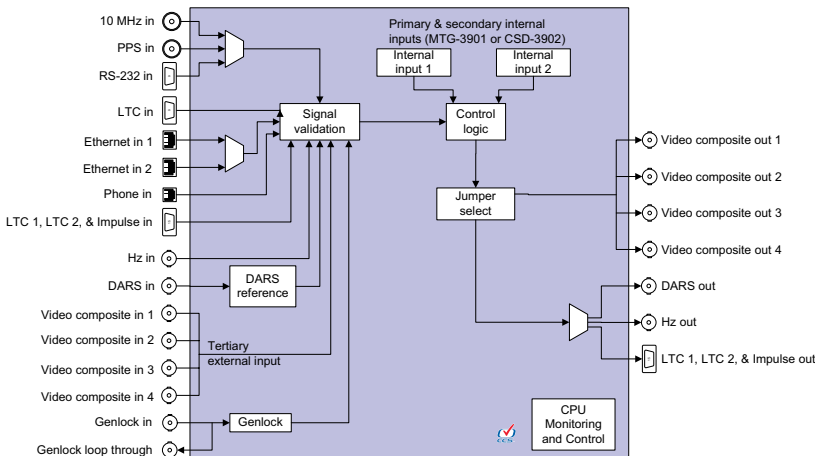 10 MHz in
PPS in
RS-232 in
LTC in
Ethernet in 1
Ethernet in 2
Phone in
LTC 1, LTC 2, & Impulse in
Hz in
DARS in
Video composite in 1
Video composite in 2
Video composite in 3
Video composite in 4
Genlock in
Genlock loop through
Primary & secondary internal
inputs (MTG-3901 or CSD-3902)
Internal
input 1
Internal
input 2
Signal
validation
Control
logic
Jumper
select
DARS
reference
Tertiary
external input
Genlock
CPU
Monitoring
and Control
CCS
Video composite out 1
Video composite out 2
Video composite out 3
Video composite out 4
DARS out
Hz out
LTC 1, LTC 2, & Impulse out